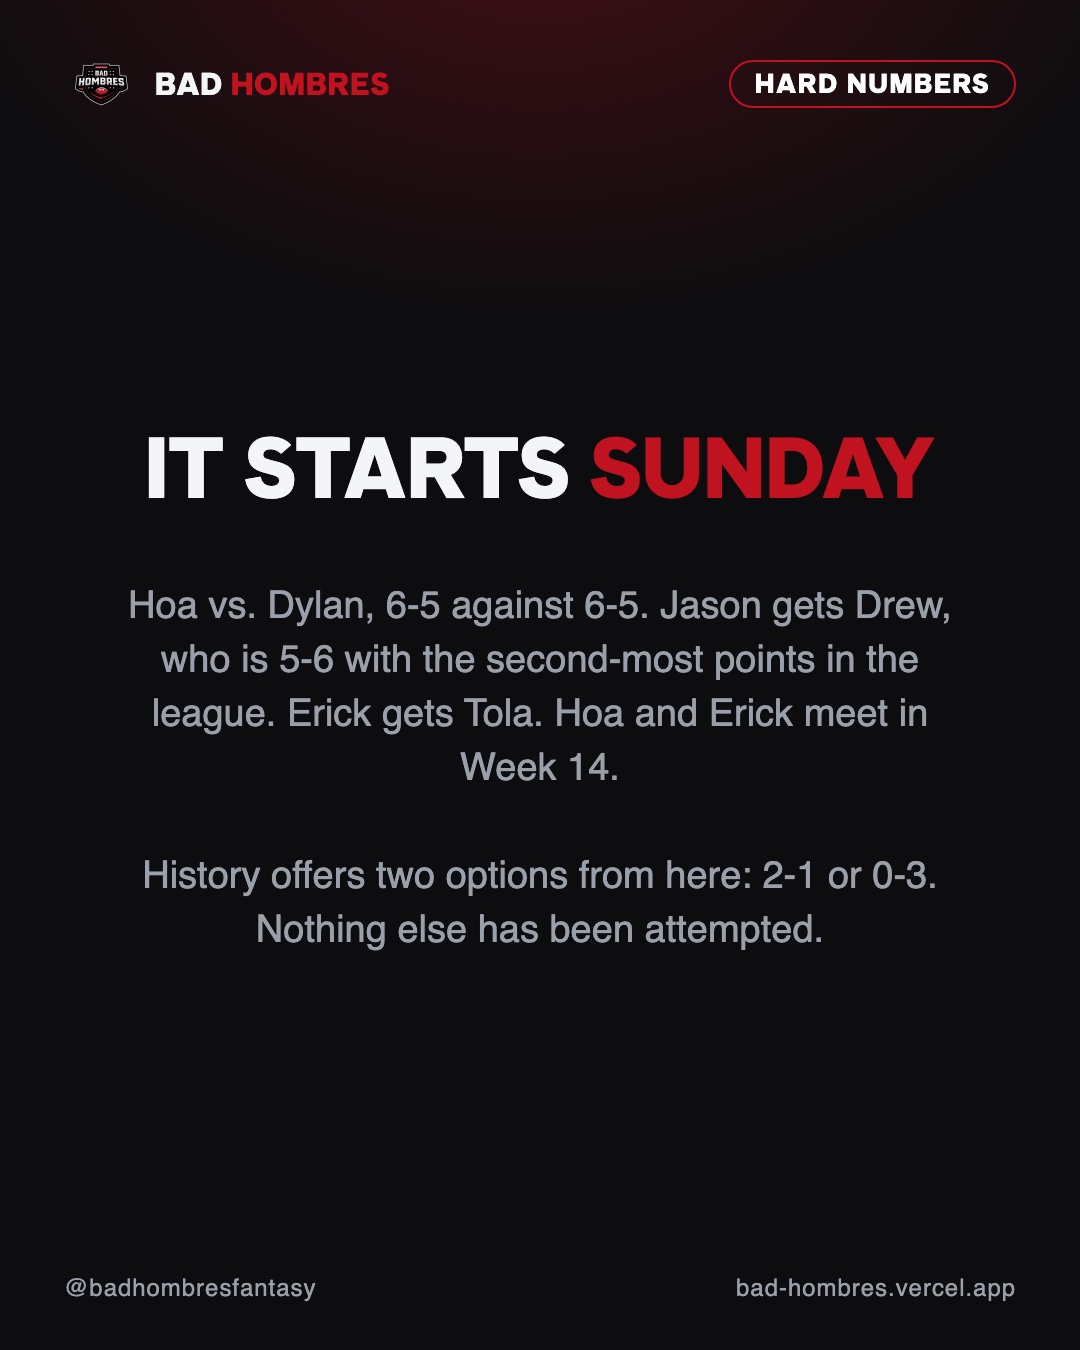 BAD
HOMBRES
BAD HOMBRES
HARD NUMBERS
IT STARTS SUNDAY
Hoa vs. Dylan, 6-5 against 6-5. Jason gets Drew,
who is 5-6 with the second-most points in the
league. Erick gets Tola. Hoa and Erick meet in
Week 14.
History offers two options from here: 2-1 or 0-3.
Nothing else has been attempted.
@badhombresfantasy
bad-hombres.vercel.app